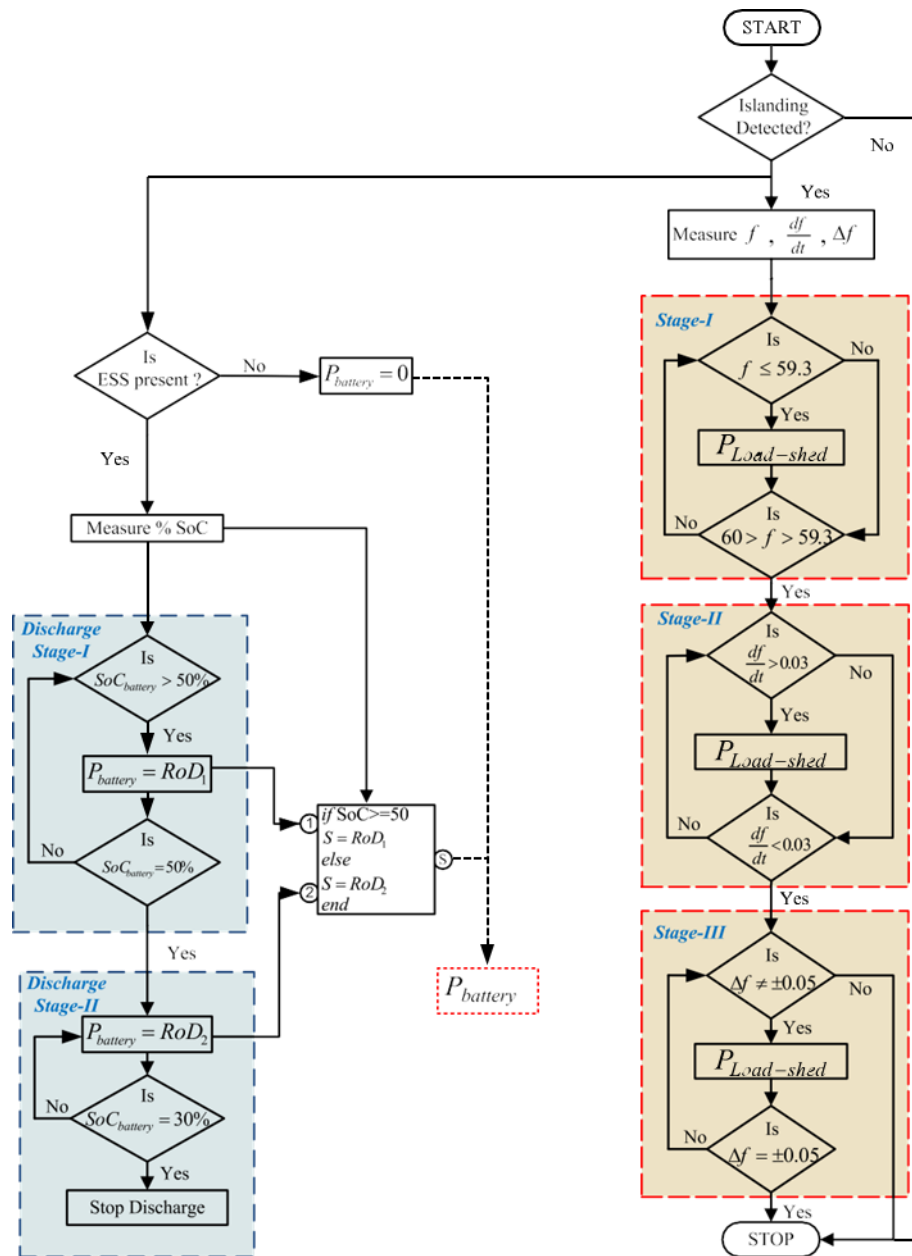 START
Islanding
Detected?
No
Yes
Measure f , df/dt , Δf
Stage-I
Is
f ≤ 59.3
No
Yes
P_Load-shed
Is
60 > f > 59.3
No
Yes
Stage-II
Is
df/dt >0.03
No
Yes
P_Load-shed
Is
df/dt <0.03
No
Yes
Stage-III
Is
Δf ≠ ±0.05
No
Yes
P_Load-shed
Is
Δf = ±0.05
No
Yes
STOP
Is
ESS present ?
No
P_battery = 0
Yes
Measure % SoC
Discharge
Stage-I
Is
SoC_battery > 50%
Yes
P_battery = RoD_1
Is
SoC_battery = 50%
No
Yes
Discharge
Stage-II
P_battery = RoD_2
Is
SoC_battery = 30%
No
Yes
Stop Discharge
1
2
if SoC>=50
S = RoD_1
else
S = RoD_2
end
S
P_battery